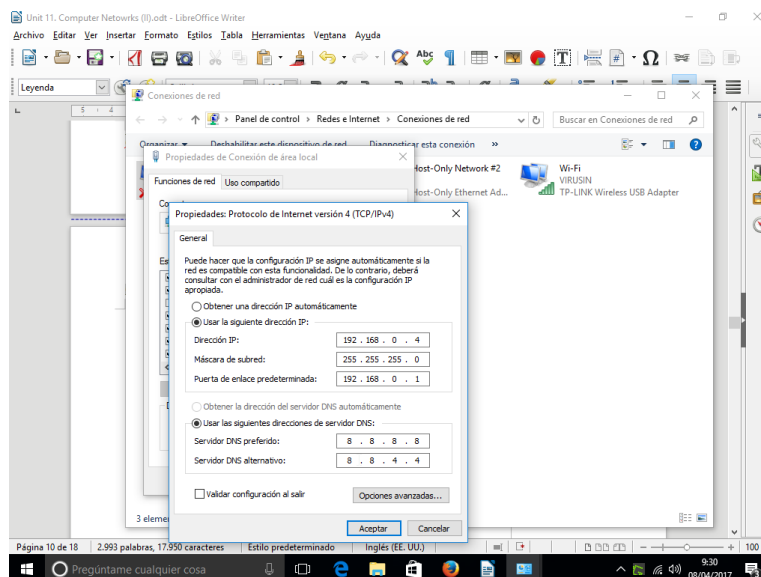 Unit 11. Computer Netowrks (II).odt - LibreOffice Writer
Archivo Editar Ver Insertar Formato Estilos Tabla Herramientas Ventana Ayuda
Leyenda
Conexiones de red
Panel de control > Redes e Internet > Conexiones de red
Buscar en Conexiones de red
Organizar Deshabilitar este dispositivo de red Diagnosticar esta conexión »
Propiedades de Conexión de área local
Host-Only Network #2
Host-Only Ethernet Ad...
Wi-Fi
VIRUSIN
TP-LINK Wireless USB Adapter
Funciones de red Uso compartido
Propiedades: Protocolo de Internet versión 4 (TCP/IPv4)
General
Puede hacer que la configuración IP se asigne automáticamente si la
red es compatible con esta funcionalidad. De lo contrario, deberá
consultar con el administrador de red cuál es la configuración IP
apropiada.
Obtener una dirección IP automáticamente
Usar la siguiente dirección IP:
Dirección IP: 192 . 168 . 0 . 4
Máscara de subred: 255 . 255 . 255 . 0
Puerta de enlace predeterminada: 192 . 168 . 0 . 1
Obtener la dirección del servidor DNS automáticamente
Usar las siguientes direcciones de servidor DNS:
Servidor DNS preferido: 8 . 8 . 8 . 8
Servidor DNS alternativo: 8 . 8 . 4 . 4
Validar configuración al salir
Opciones avanzadas...
Aceptar Cancelar
3 eleme
Página 10 de 18 2.993 palabras, 17.950 caracteres Estilo predeterminado Inglés (EE. UU.) 100
Pregúntame cualquier cosa
9:30
08/04/2017